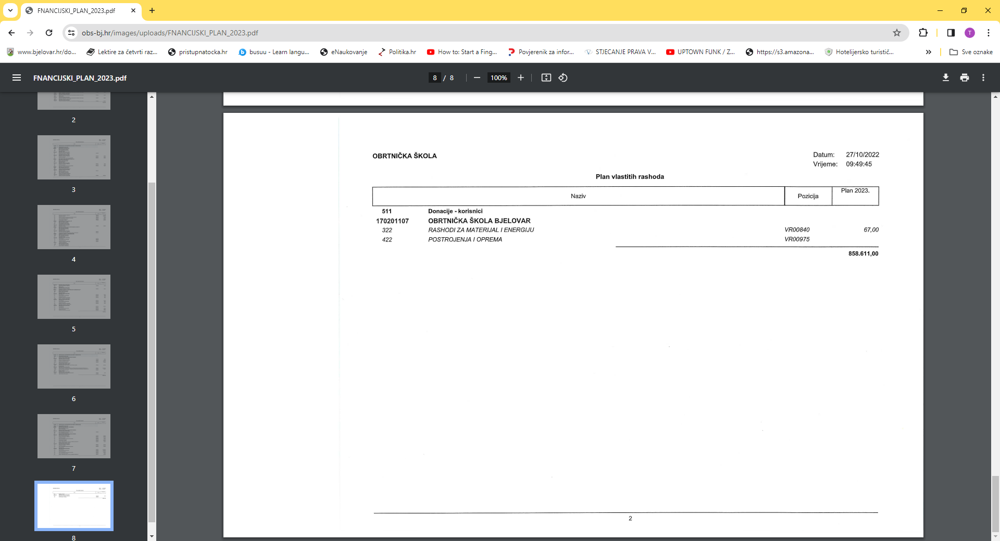 FNANCIJSKI_PLAN_2023.pdf
obs-bj.hr/images/uploads/FNANCIJSKI_PLAN_2023.pdf
T
www.bjelovar.hr/do...
Lektire za četvrti raz...
pristupnatocka.hr
busuu - Learn langu...
eNaukovanje
Politika.hr
How to: Start a Fing...
Povjerenik za infor...
STJECANJE PRAVA V...
UPTOWN FUNK / Z...
https://s3.amazona...
Hotelijersko turistič...
Sve oznake
FNANCIJSKI_PLAN_2023.pdf
8 / 8
100%
2
3
4
5
6
7
8
OBRTNIČKA ŠKOLA
Datum: 27/10/2022
Vrijeme: 09:49:45
Plan vlastitih rashoda
Naziv Pozicija Plan 2023.
511 Donacije - korisnici
170201107 OBRTNIČKA ŠKOLA BJELOVAR
322 RASHODI ZA MATERIJAL I ENERGIJU VR00840 67,00
422 POSTROJENJA I OPREMA VR00975
858.611,00
2